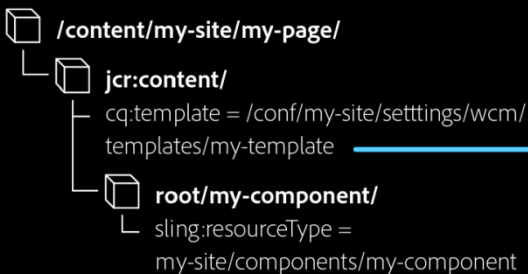 /content/my-site/my-page/
jcr:content/
cq:template = /conf/my-site/setttings/wcm/
templates/my-template
root/my-component/
sling:resourceType =
my-site/components/my-component